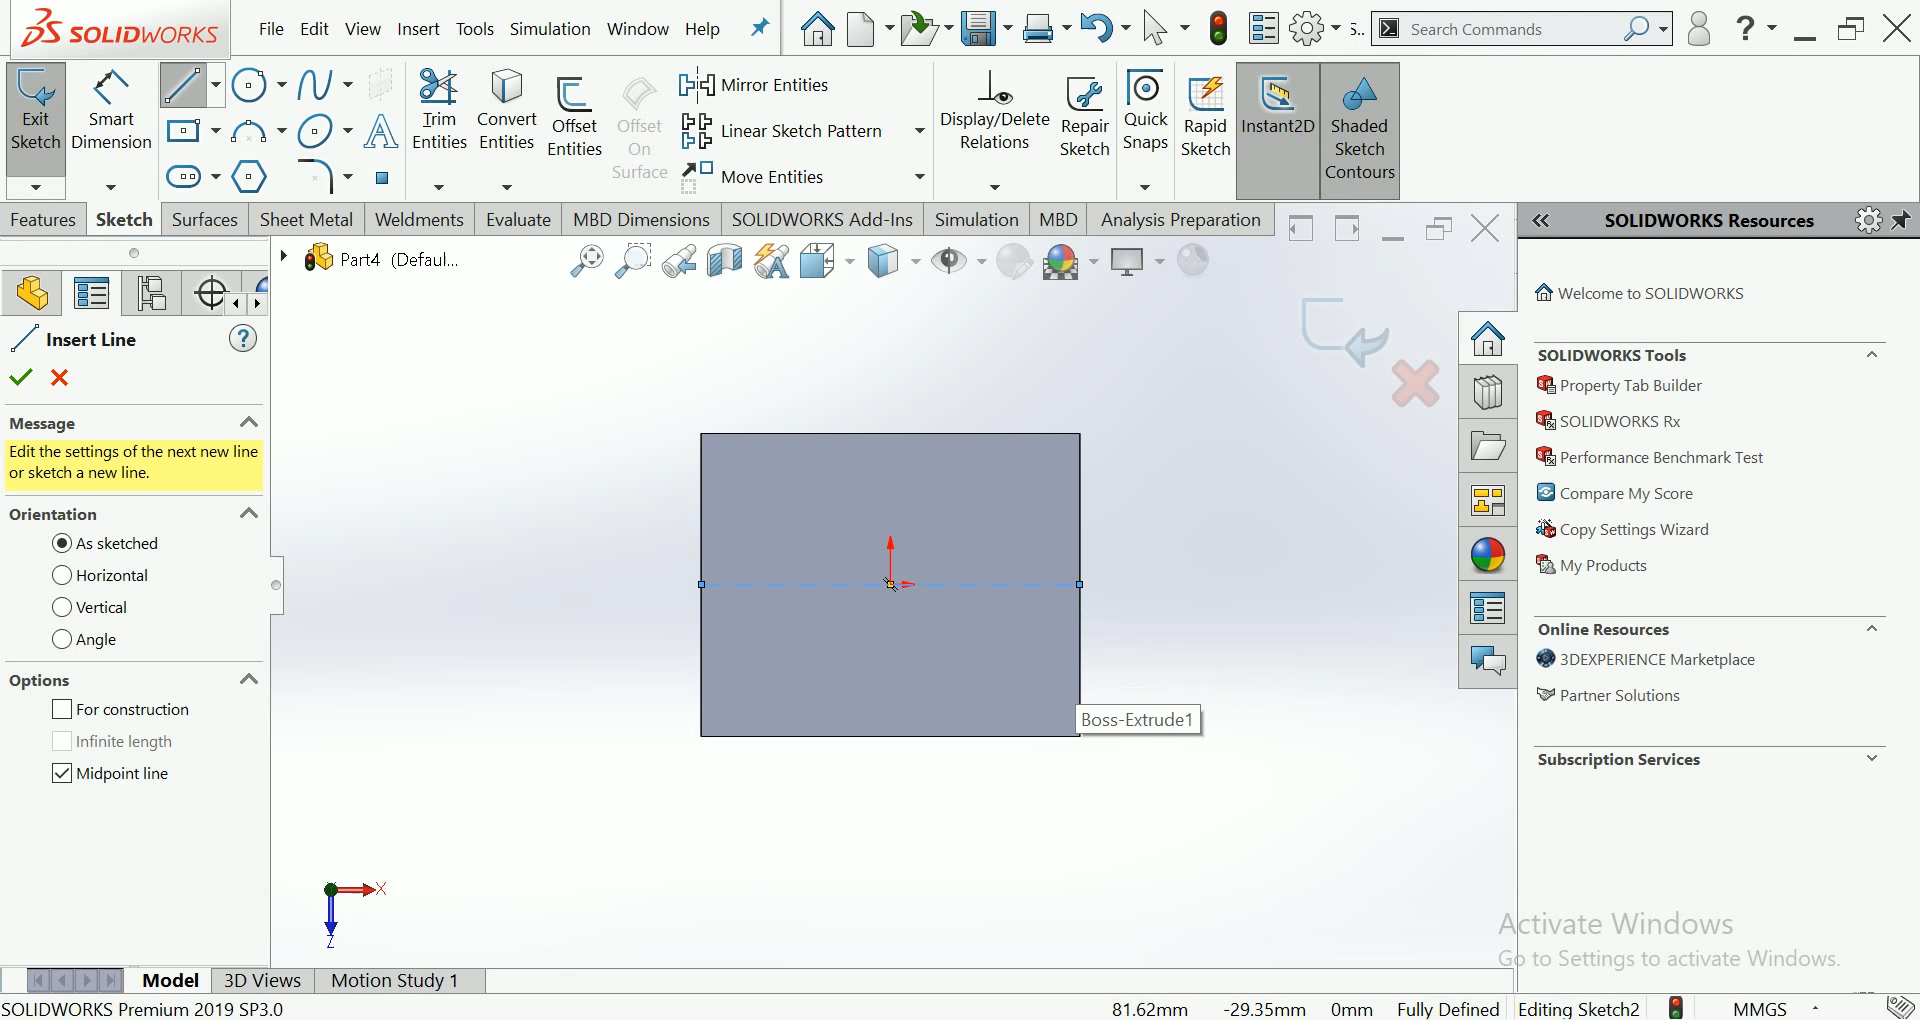 SOLIDWORKS
File Edit View Insert Tools Simulation Window Help
S..
Search Commands
Exit Sketch
Smart Dimension
Trim Entities
Convert Entities
Offset Entities
Offset On Surface
Mirror Entities
Linear Sketch Pattern
Move Entities
Display/Delete Relations
Repair Sketch
Quick Snaps
Rapid Sketch
Instant2D
Shaded Sketch Contours
Features Sketch Surfaces Sheet Metal Weldments Evaluate MBD Dimensions SOLIDWORKS Add-Ins Simulation MBD Analysis Preparation
SOLIDWORKS Resources
Part4 (Defaul...
Insert Line
Message
Edit the settings of the next new line
or sketch a new line.
Orientation
As sketched
Horizontal
Vertical
Angle
Options
For construction
Infinite length
Midpoint line
Boss-Extrude1
X
Z
Welcome to SOLIDWORKS
SOLIDWORKS Tools
Property Tab Builder
SOLIDWORKS Rx
Performance Benchmark Test
Compare My Score
Copy Settings Wizard
My Products
Online Resources
3DEXPERIENCE Marketplace
Partner Solutions
Subscription Services
Activate Windows
Go to Settings to activate Windows.
Model 3D Views Motion Study 1
SOLIDWORKS Premium 2019 SP3.0
81.62mm -29.35mm 0mm Fully Defined Editing Sketch2 MMGS